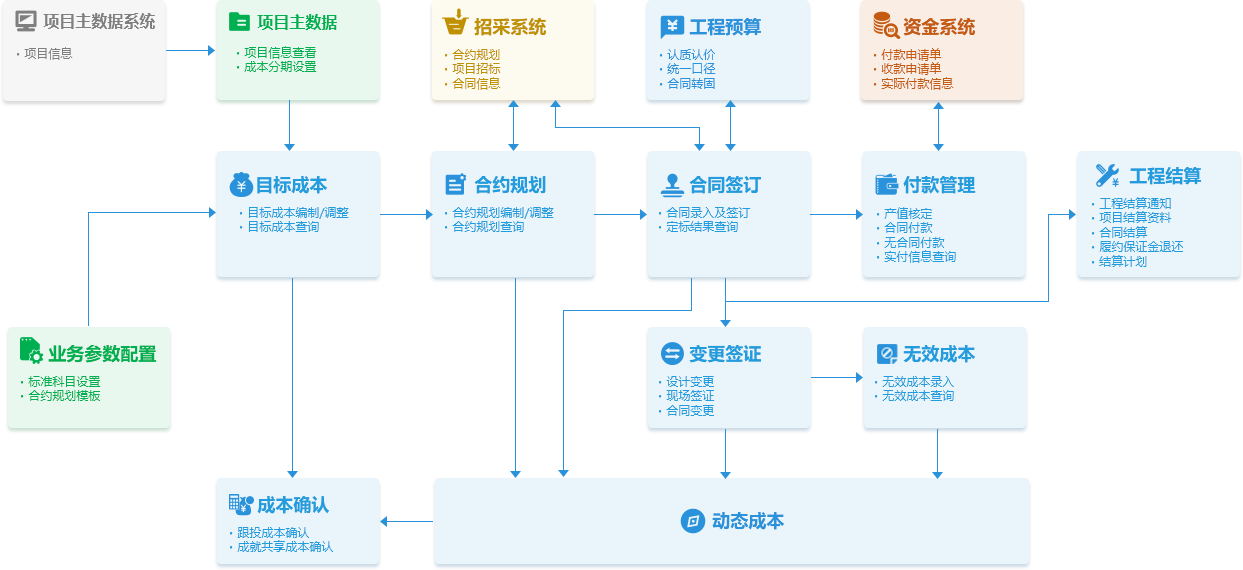 项目主数据系统
· 项目信息
项目主数据
· 项目信息查看
· 成本分期设置
招采系统
· 合约规划
· 项目招标
· 合同信息
工程预算
· 认质认价
· 统一口径
· 合同转固
资金系统
· 付款申请单
· 收款申请单
· 实际付款信息
目标成本
· 目标成本编制/调整
· 目标成本查询
合约规划
· 合约规划编制/调整
· 合约规划查询
合同签订
· 合同录入及签订
· 定标结果查询
付款管理
· 产值核定
· 合同付款
· 无合同付款
· 实付信息查询
工程结算
· 工程结算通知
· 项目结算资料
· 合同结算
· 履约保证金退还
· 结算计划
业务参数配置
· 标准科目设置
· 合约规划模板
变更签证
· 设计变更
· 现场签证
· 合同变更
无效成本
· 无效成本录入
· 无效成本查询
成本确认
· 跟投成本确认
· 成就共享成本确认
动态成本